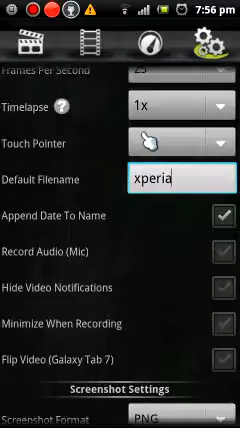 7:56 pm
Frames Per Second 25
Timelapse ? 1x
Touch Pointer
Default Filename xperia
Append Date To Name
Record Audio (Mic)
Hide Video Notifications
Minimize When Recording
Flip Video (Galaxy Tab 7)
Screenshot Settings
Screenshot Format PNG